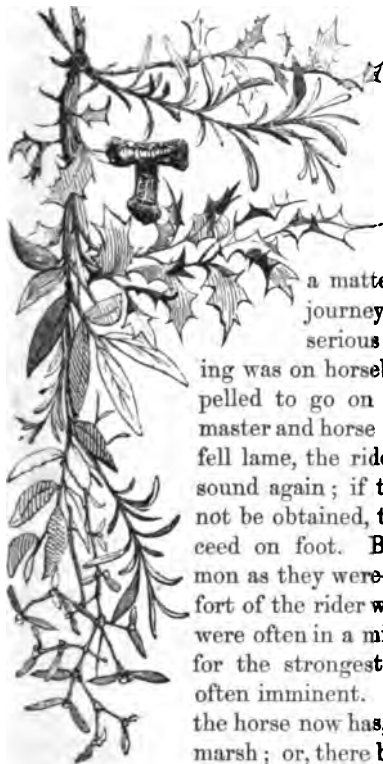 T
a matte
journey
serious
ing was on horseb
pelled to go on
master and horse
fell lame, the ride
sound again; if t
not be obtained, t
ceed on foot. B
mon as they were
fort of the rider w
were often in a mi
for the strongest
often imminent.
the horse now has,
marsh; or, there b